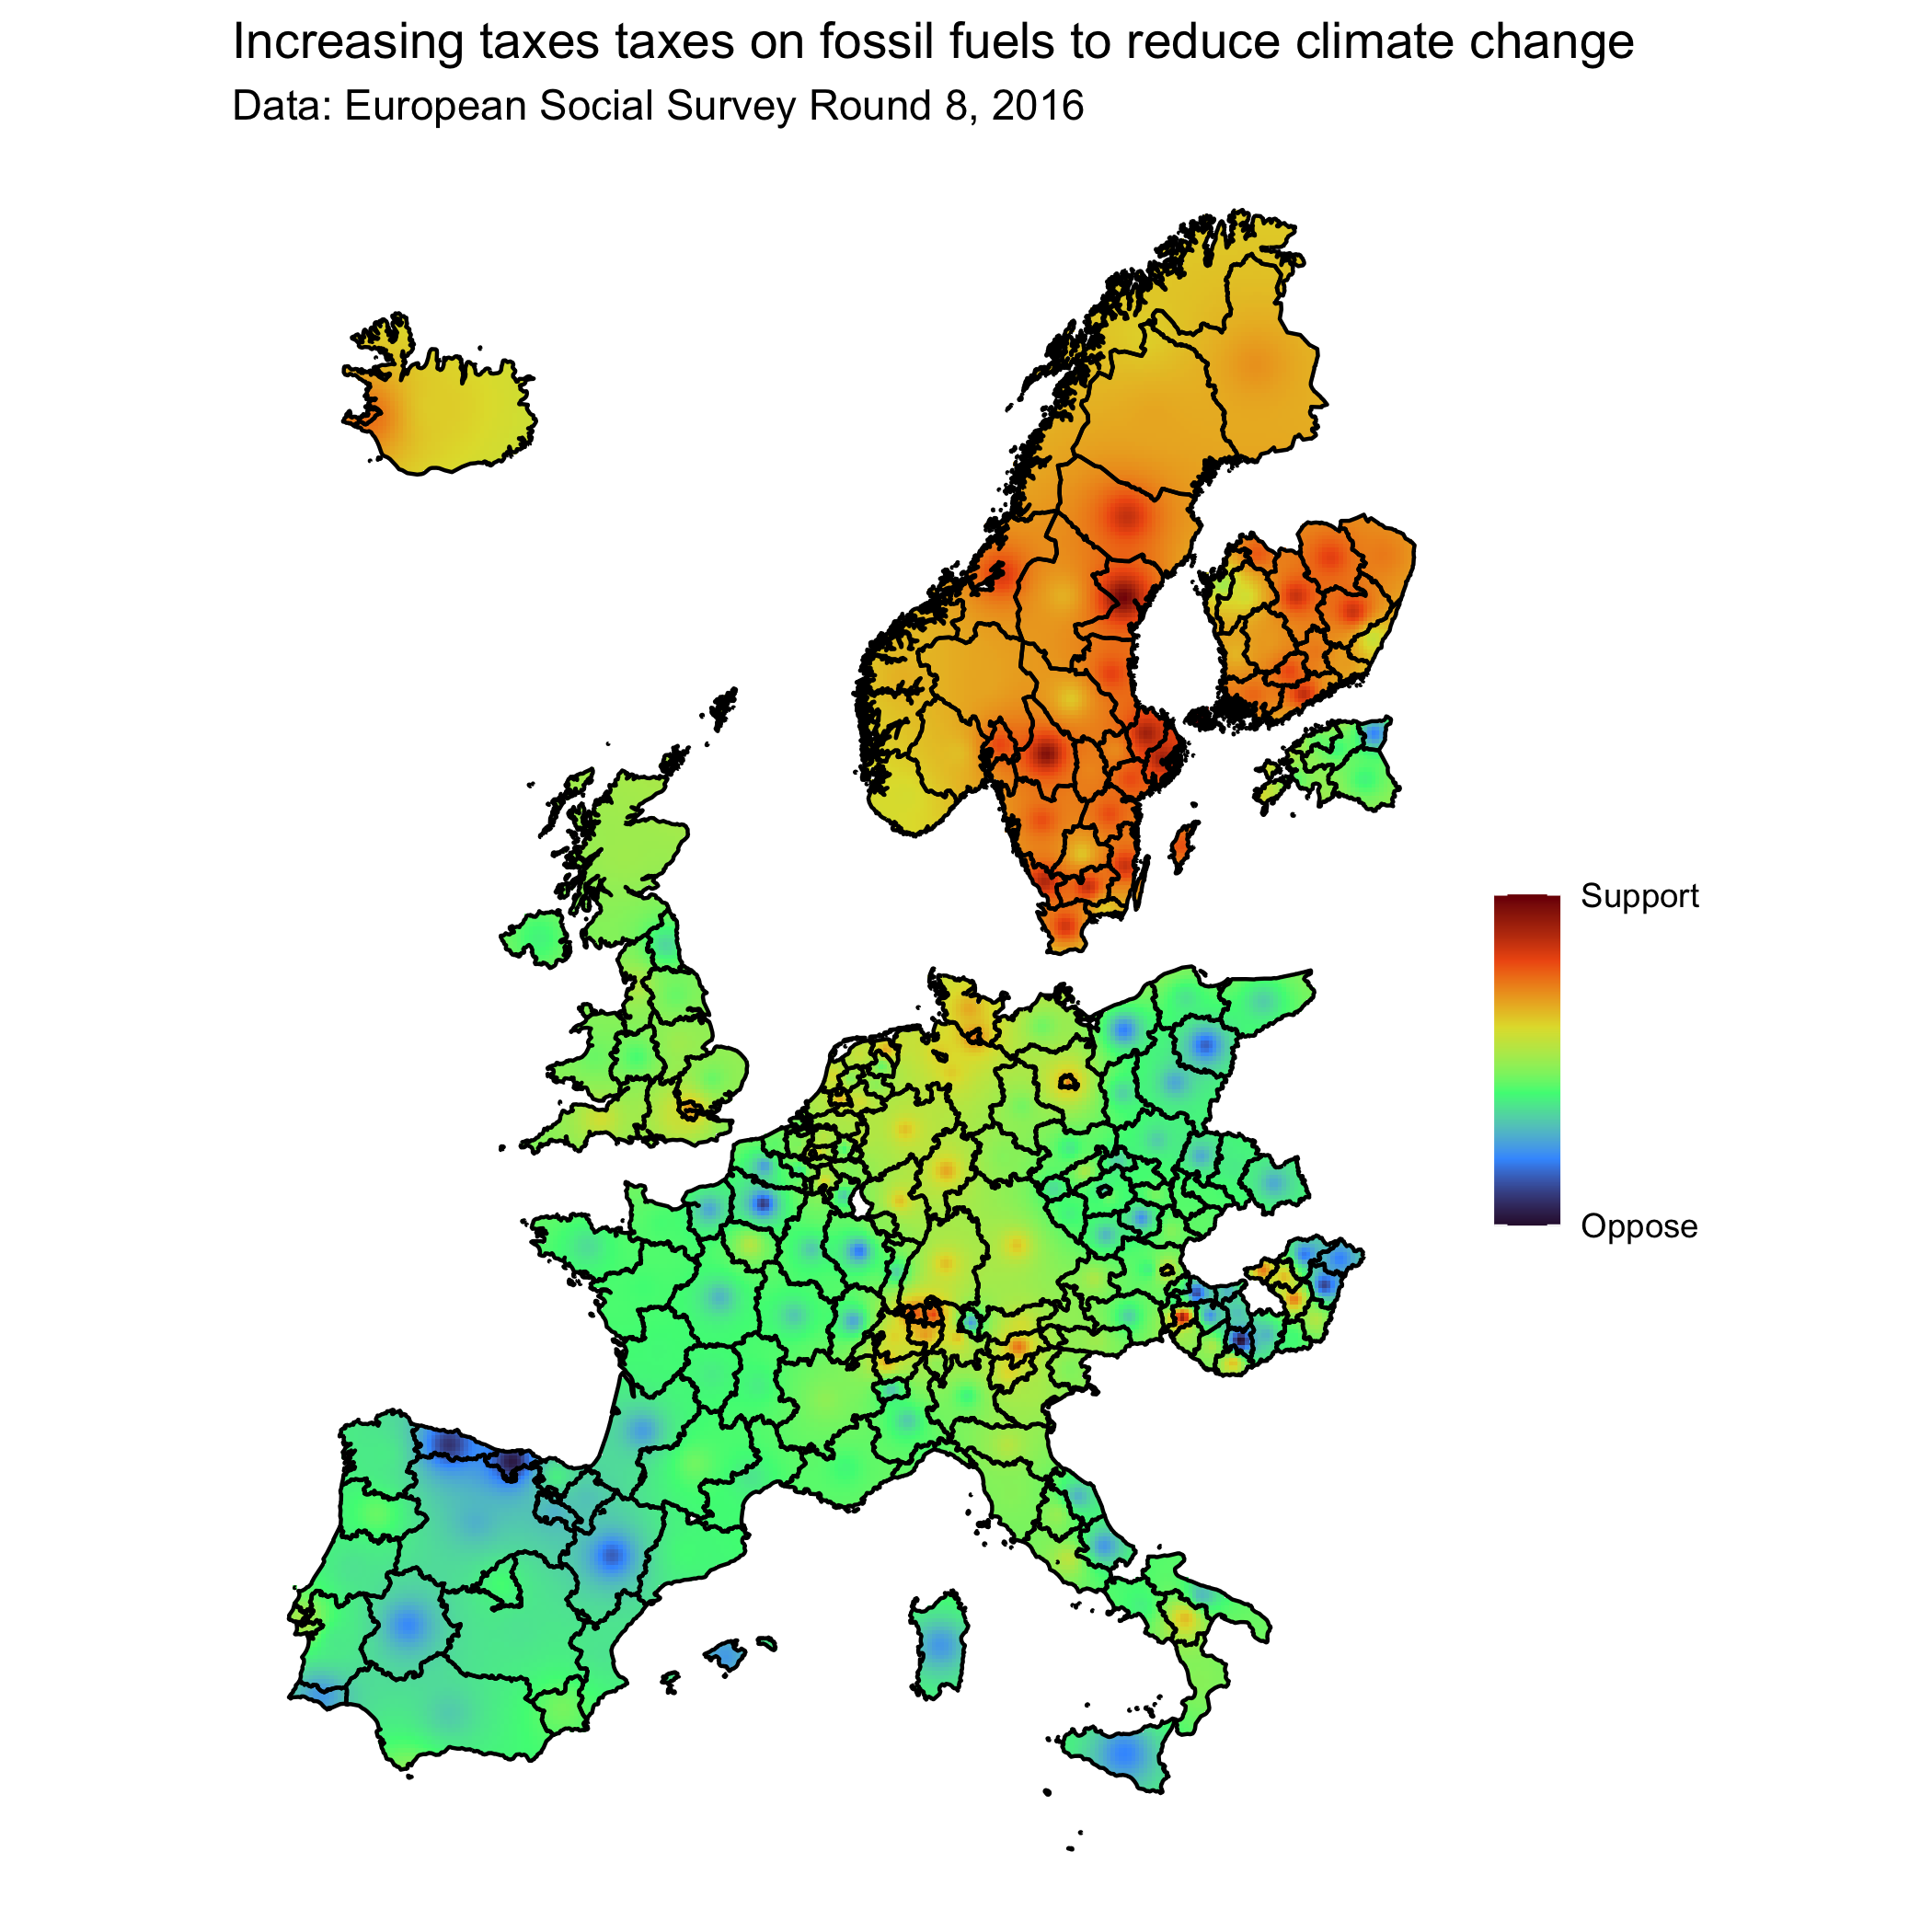 Increasing taxes taxes on fossil fuels to reduce climate change
Data: European Social Survey Round 8, 2016
Support
Oppose